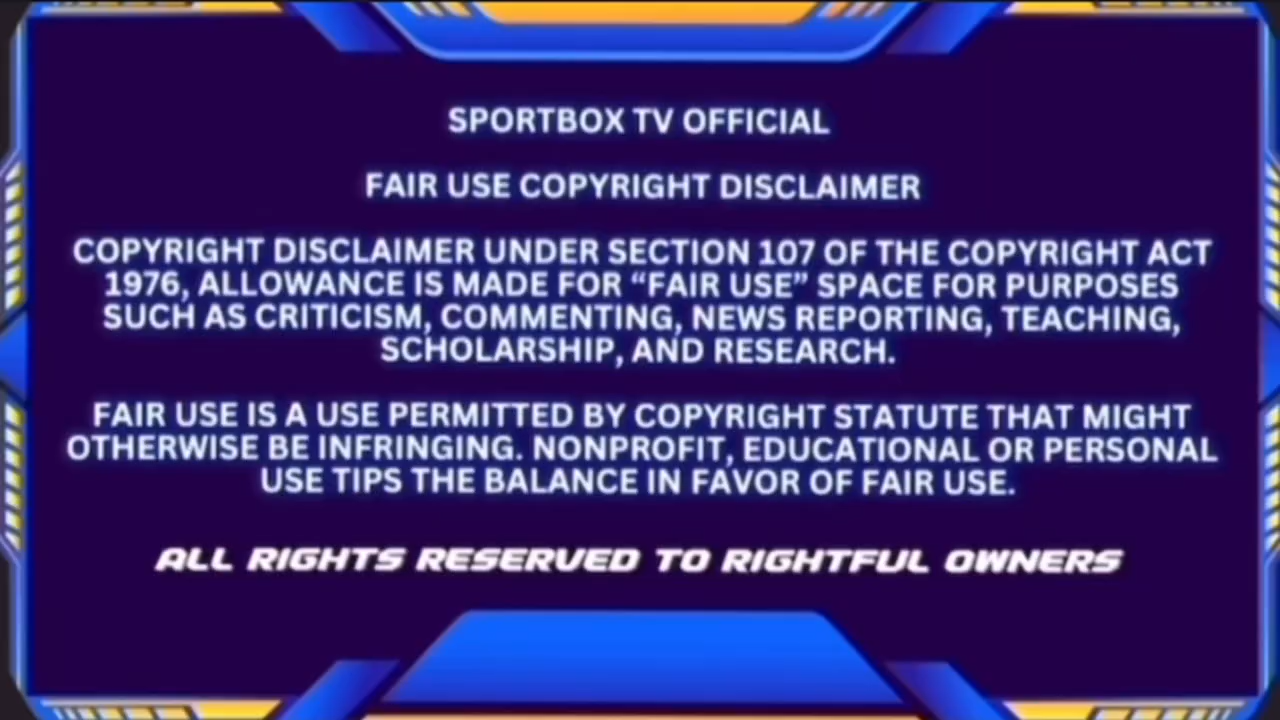 SPORTBOX TV OFFICIAL
FAIR USE COPYRIGHT DISCLAIMER
COPYRIGHT DISCLAIMER UNDER SECTION 107 OF THE COPYRIGHT ACT
1976, ALLOWANCE IS MADE FOR “FAIR USE” SPACE FOR PURPOSES
SUCH AS CRITICISM, COMMENTING, NEWS REPORTING, TEACHING,
SCHOLARSHIP, AND RESEARCH.
FAIR USE IS A USE PERMITTED BY COPYRIGHT STATUTE THAT MIGHT
OTHERWISE BE INFRINGING. NONPROFIT, EDUCATIONAL OR PERSONAL
USE TIPS THE BALANCE IN FAVOR OF FAIR USE.
ALL RIGHTS RESERVED TO RIGHTFUL OWNERS